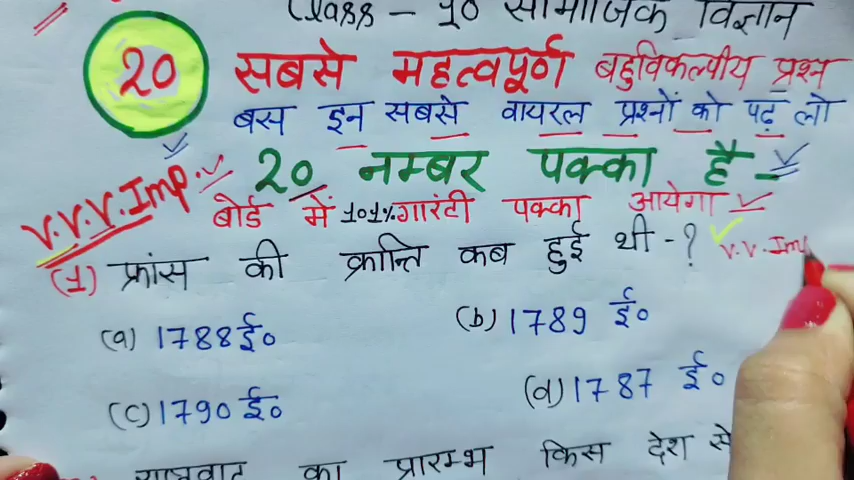 Class - 10 सामाजिक विज्ञान
20 सबसे महत्वपूर्ण बहुविकल्पीय प्रश्न
बस इन सबसे वायरल प्रश्नों को पढ़ लो
20 नम्बर पक्का है -
V.V.V.Imp.
बोर्ड में 101% गारंटी पक्का आयेगा
(1) फ्रांस की क्रान्ति कब हुई थी -? V.V.Imp
(a) 1788 ई० (b) 1789 ई०
(c) 1790 ई० (d) 1787 ई०
का प्रारम्भ किस देश से